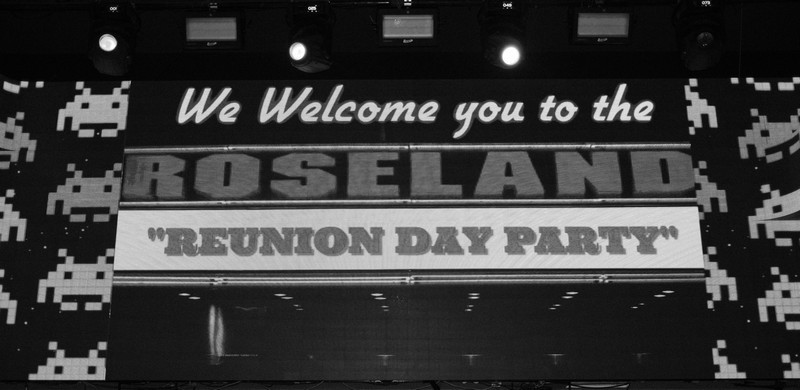 We Welcome you to the
ROSELAND
"REUNION DAY PARTY"